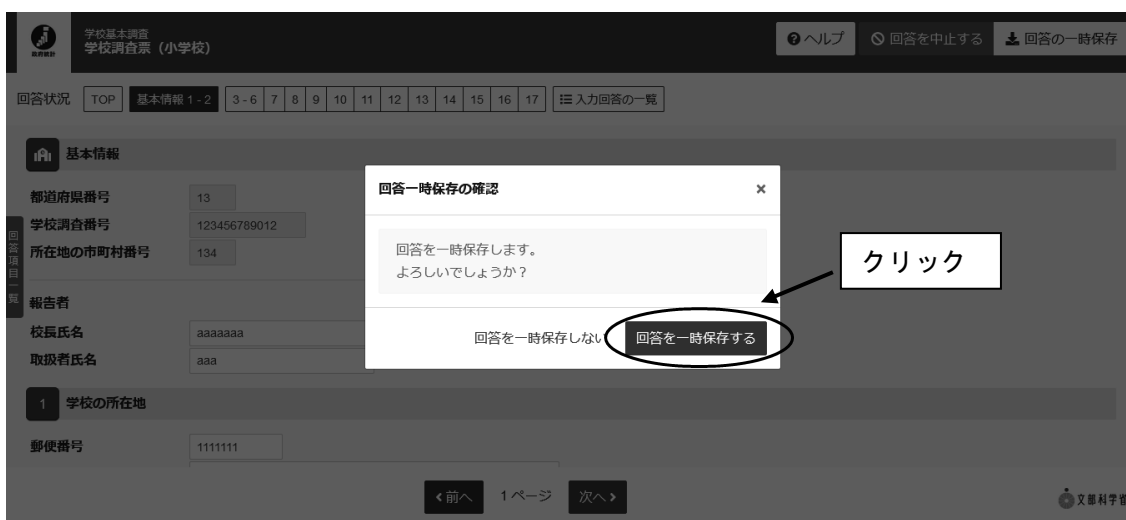 学校基本調査
学校調査票（小学校）
政府統計
ヘルプ
回答を中止する
回答の一時保存
回答状況 TOP 基本情報 1 - 2 3 - 6 7 8 9 10 11 12 13 14 15 16 17 入力回答の一覧
基本情報
都道府県番号 13
学校調査番号 123456789012
所在地の市町村番号 134
回答項目一覧
報告者
校長氏名 aaaaaaa
取扱者氏名 aaa
1 学校の所在地
郵便番号 1111111
回答一時保存の確認 ×
回答を一時保存します。
よろしいでしょうか？
回答を一時保存しない 回答を一時保存する
クリック
前へ 1 ページ 次へ
文部科学省